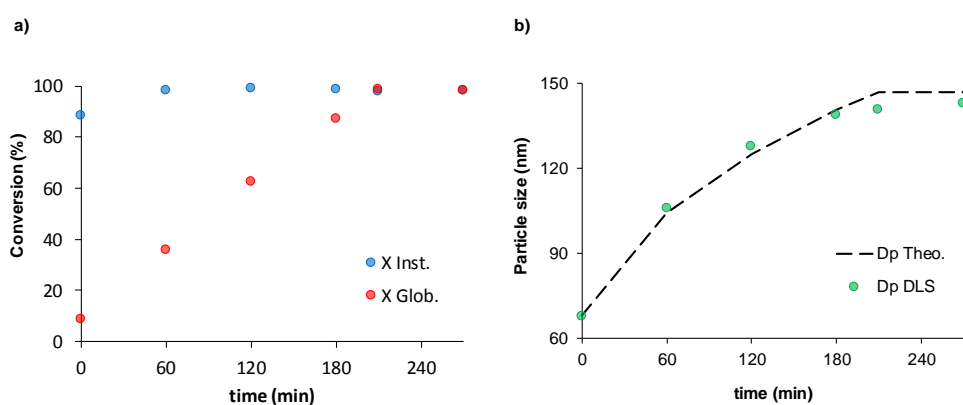 a)
Conversion (%)
100
80
60
40
20
0
0 60 120 180 240
time (min)
X Inst.
X Glob.
b)
Particle size (nm)
150
120
90
60
0 60 120 180 240
time (min)
Dp Theo.
Dp DLS